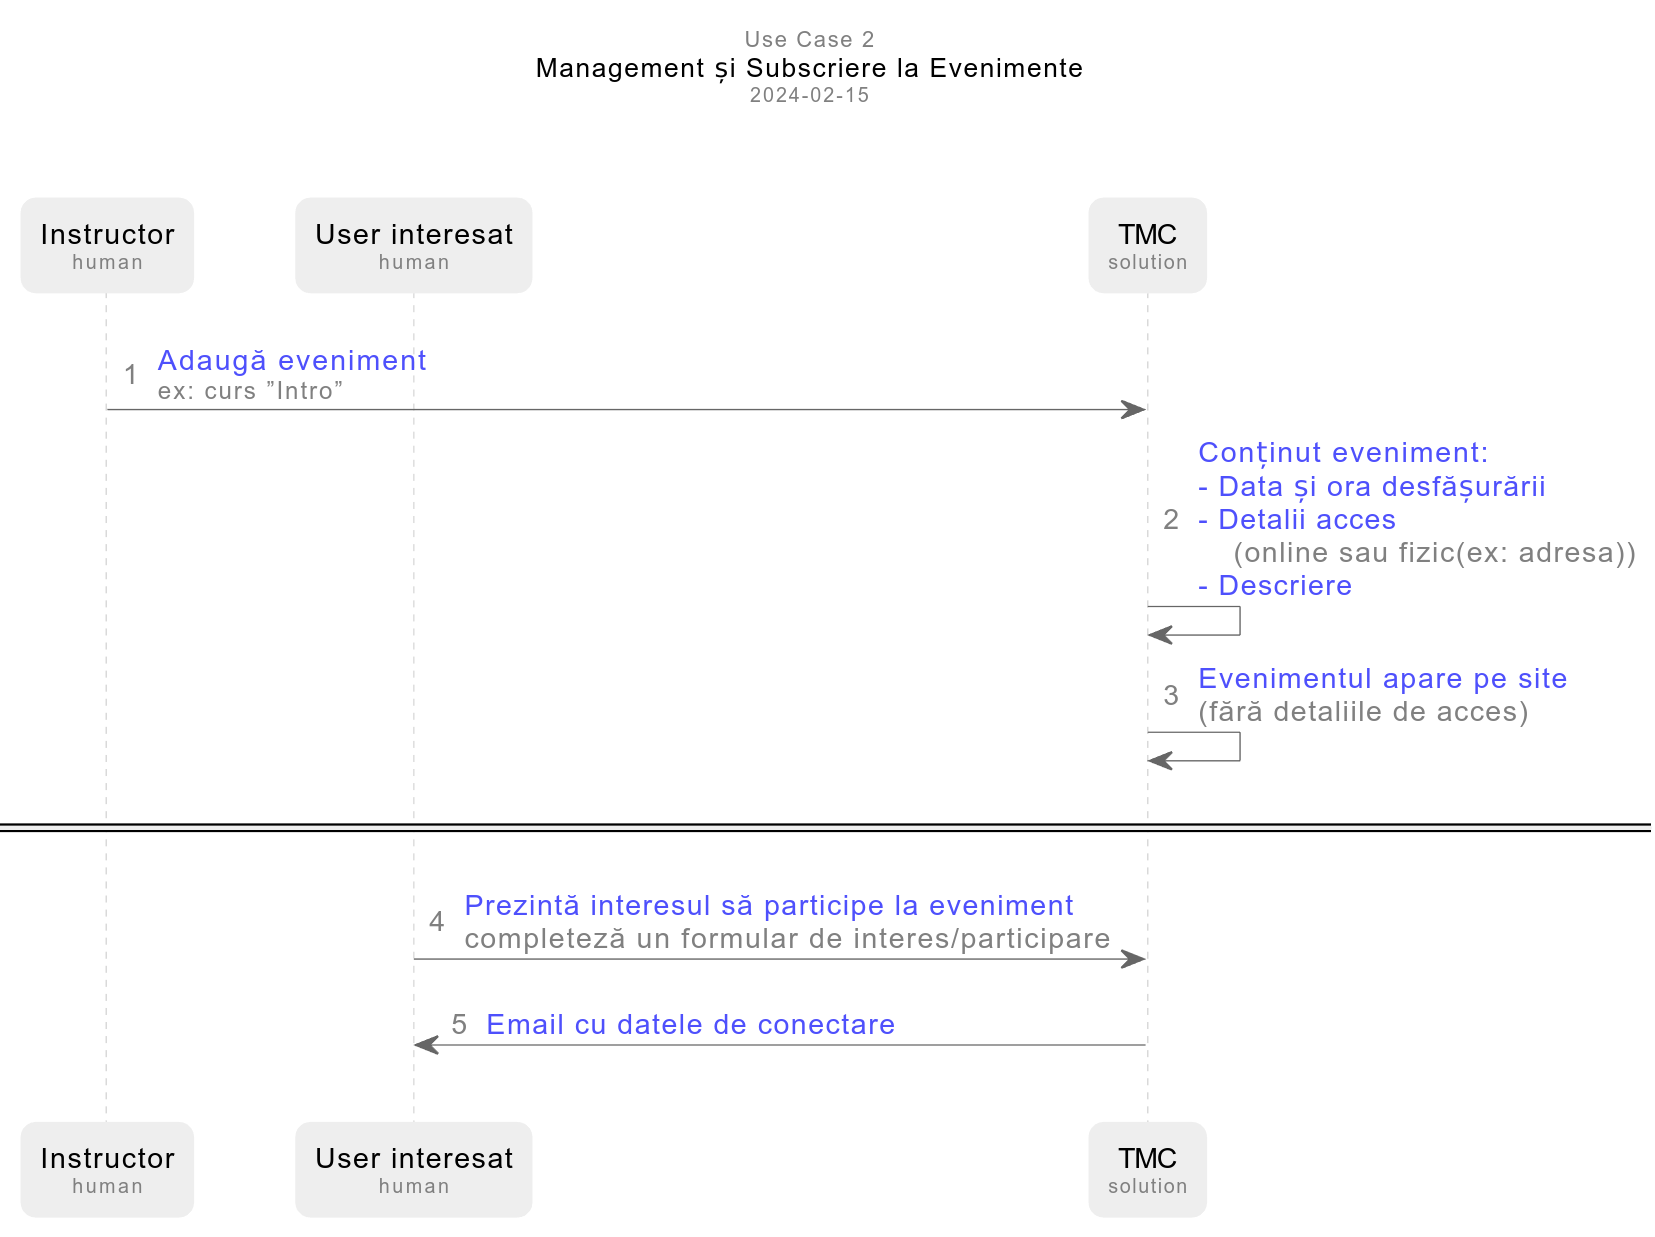 Use Case 2
Management și Subscriere la Evenimente
2024-02-15
Instructor
human
User interesat
human
TMC
solution
1 Adaugă eveniment
ex: curs ”Intro”
Conținut eveniment:
- Data și ora desfășurării
2 - Detalii acces
(online sau fizic(ex: adresa))
- Descriere
3 Evenimentul apare pe site
(fără detaliile de acces)
4 Prezintă interesul să participe la eveniment
completeză un formular de interes/participare
5 Email cu datele de conectare
Instructor
human
User interesat
human
TMC
solution